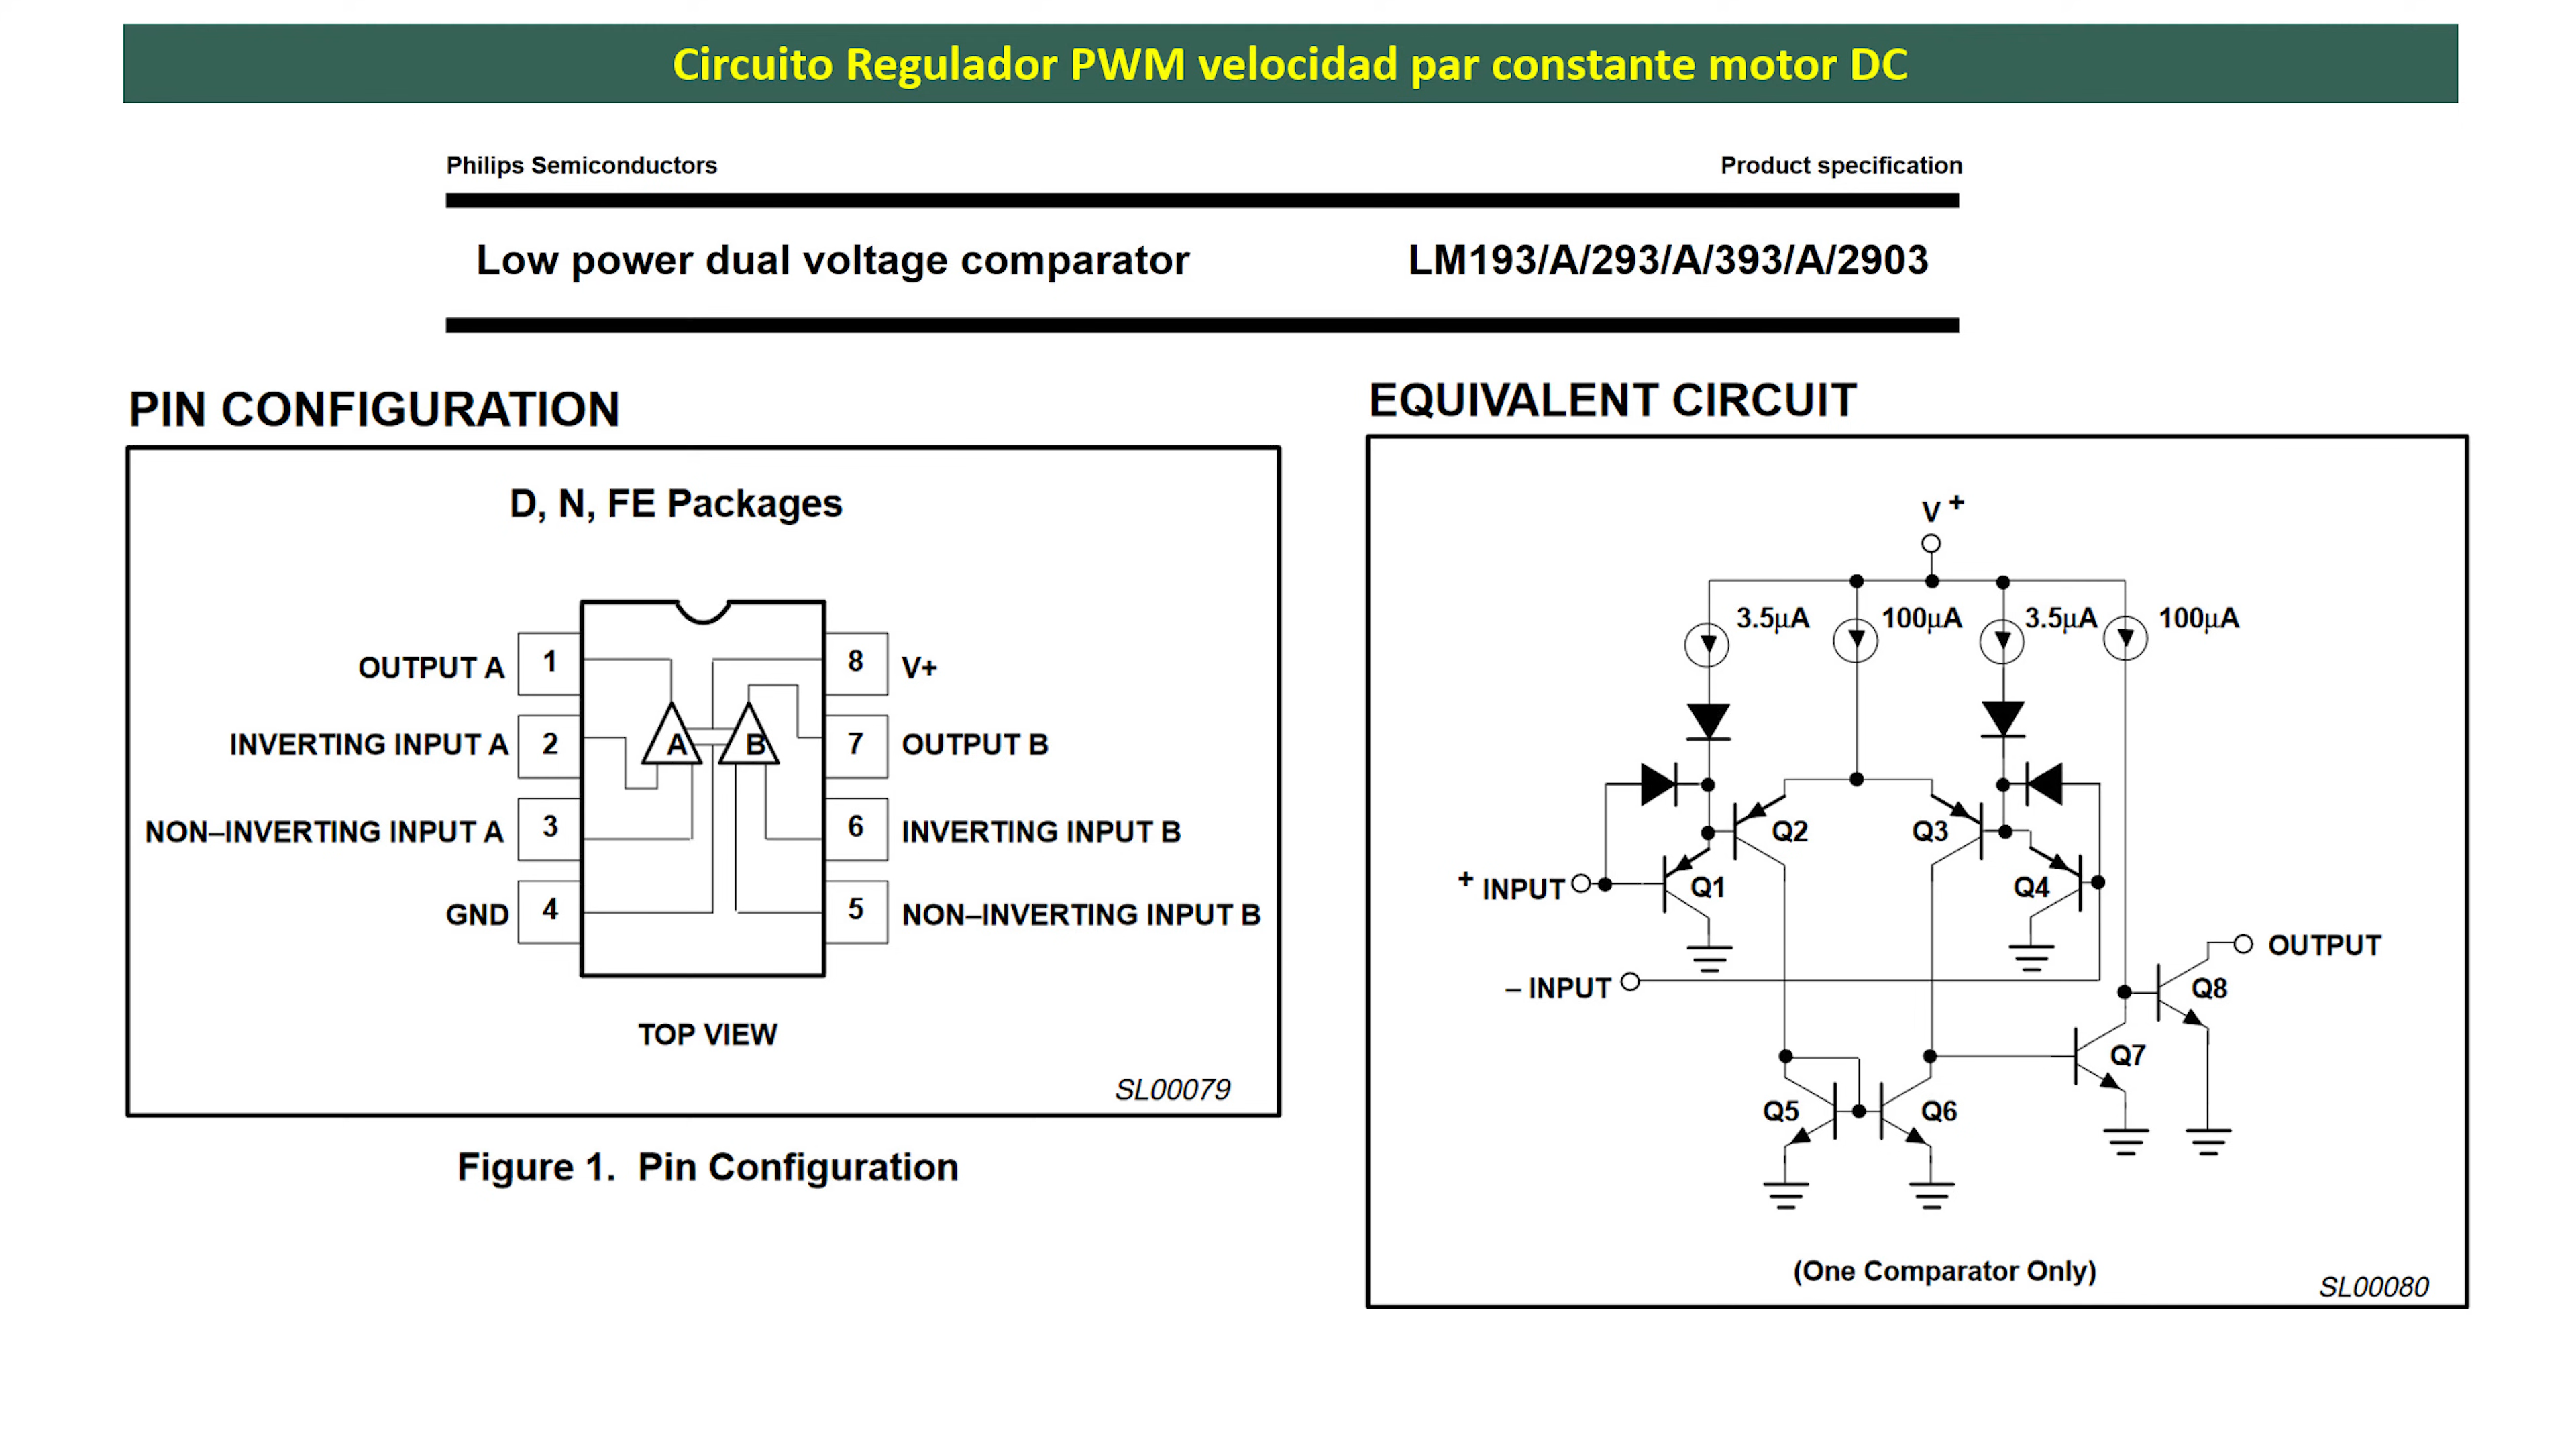 Circuito Regulador PWM velocidad par constante motor DC
Philips Semiconductors
Product specification
Low power dual voltage comparator
LM193/A/293/A/393/A/2903
PIN CONFIGURATION
D, N, FE Packages
OUTPUT A 1
8 V+
INVERTING INPUT A 2
A
B
7 OUTPUT B
NON–INVERTING INPUT A 3
6 INVERTING INPUT B
GND 4
5 NON–INVERTING INPUT B
TOP VIEW
SL00079
Figure 1. Pin Configuration
EQUIVALENT CIRCUIT
V +
3.5µA
100µA
3.5µA
100µA
Q2
Q3
+ INPUT
Q1
Q4
OUTPUT
– INPUT
Q8
Q7
Q5
Q6
(One Comparator Only)
SL00080